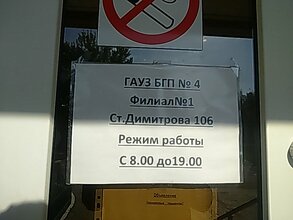 ГАУЗ БГП № 4
Филиал№1
Ст.Димитрова 106
Режим работы
С 8.00 до19.00